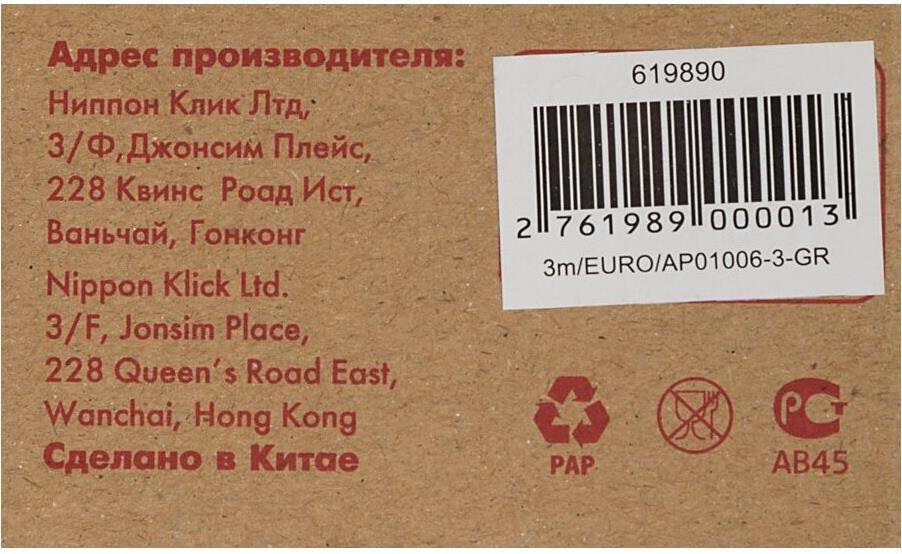 Адрес производителя:
Ниппон Клик Лтд,
3/Ф,Джонсим Плейс,
228 Квинс Роад Ист,
Ваньчай, Гонконг
Nippon Klick Ltd.
3/F, Jonsim Place,
228 Queen's Road East,
Wanchai, Hong Kong
Сделано в Китае
619890
2 761989 000013
3m/EURO/AP01006-3-GR
PAP
РСТ
АВ45